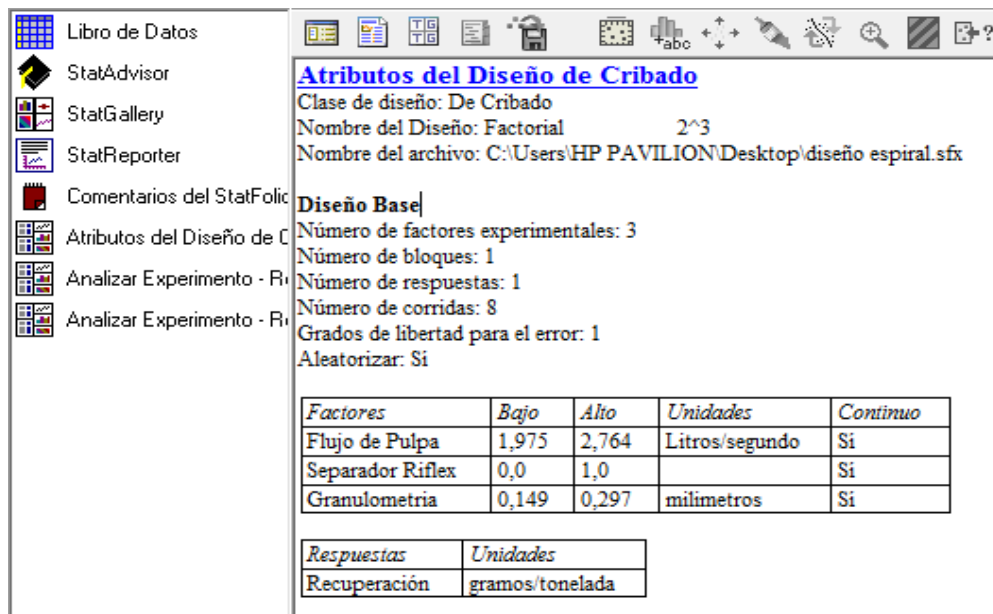 Libro de Datos
StatAdvisor
StatGallery
StatReporter
Comentarios del StatFolio
Atributos del Diseño de C
Analizar Experimento - Re
Analizar Experimento - Re
Atributos del Diseño de Cribado
Clase de diseño: De Cribado
Nombre del Diseño: Factorial 2^3
Nombre del archivo: C:\Users\HP PAVILION\Desktop\diseño espiral.sfx
Diseño Base
Número de factores experimentales: 3
Número de bloques: 1
Número de respuestas: 1
Número de corridas: 8
Grados de libertad para el error: 1
Aleatorizar: Si
Factores Bajo Alto Unidades Continuo
Flujo de Pulpa 1,975 2,764 Litros/segundo Si
Separador Riflex 0,0 1,0 Si
Granulometria 0,149 0,297 milimetros Si
Respuestas Unidades
Recuperación gramos/tonelada